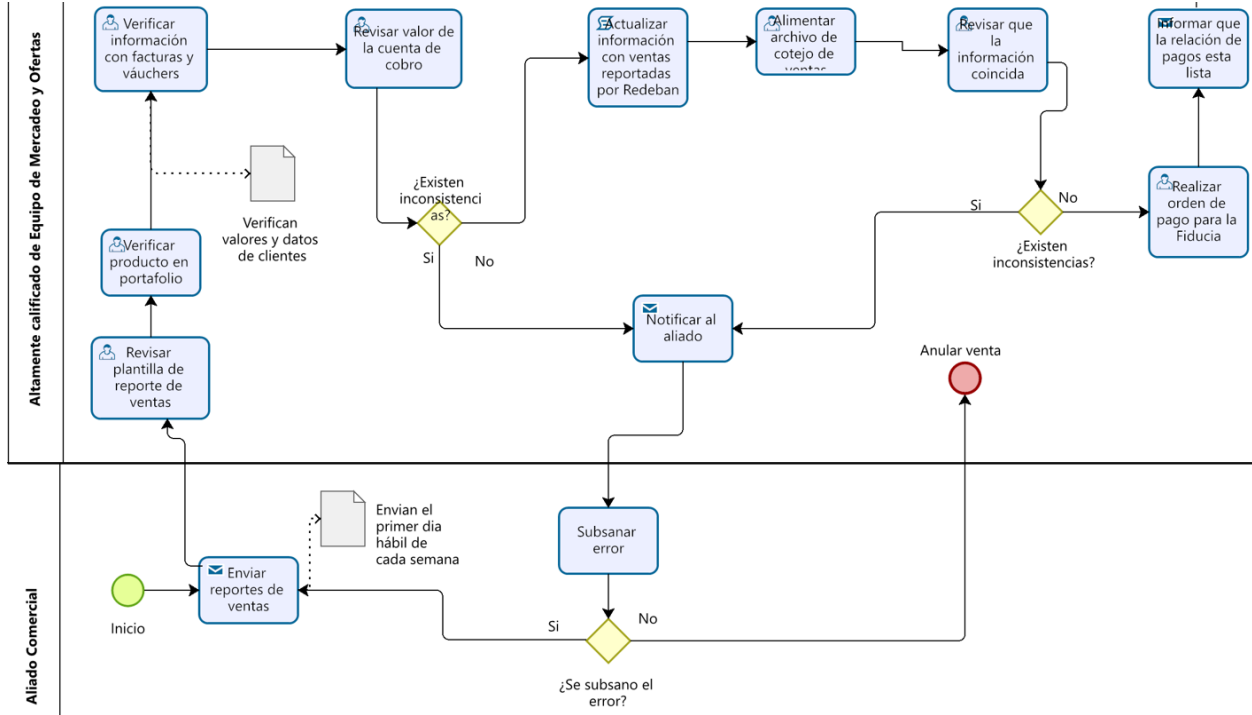 Altamente calificado de Equipo de Mercadeo y Ofertas
Verificar
información
con facturas y
váuchers
Revisar valor de
la cuenta de
cobro
Actualizar
información
con ventas
reportadas
por Redeban
Alimentar
archivo de
cotejo de
ventas
Revisar que
la
información
coincida
Informar que
la relación de
pagos esta
lista
Verifican
valores y datos
de clientes
¿Existen
inconsistenci
as?
Si
No
Si
No
¿Existen
inconsistencias?
Realizar
orden de
pago para la
Fiducia
Verificar
producto en
portafolio
Notificar al
aliado
Revisar
plantilla de
reporte de
ventas
Anular venta
Aliado Comercial
Inicio
Enviar
reportes de
ventas
Envian el
primer dia
hábil de
cada semana
Subsanar
error
Si
No
¿Se subsano el
error?